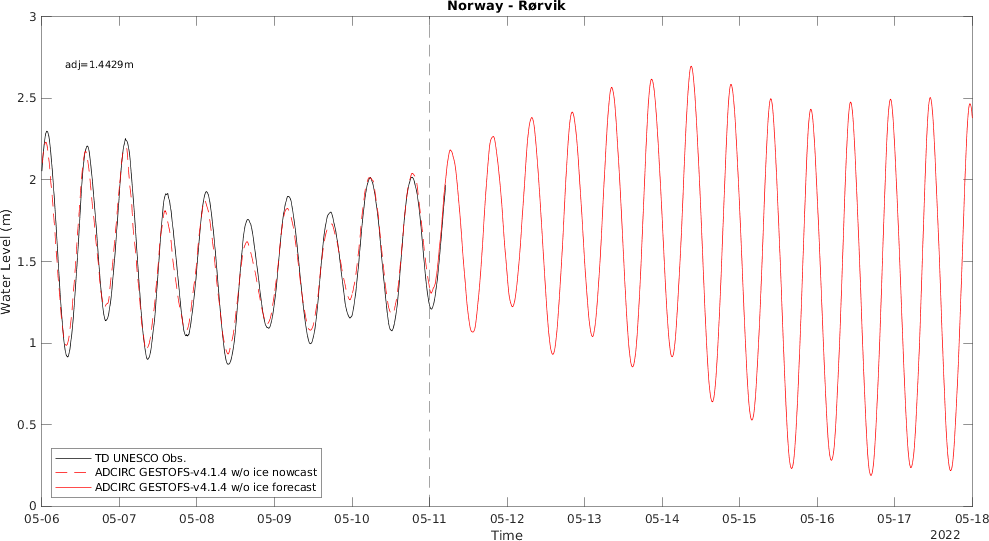 Norway - Rørvik
adj=1.4429m
Water Level (m)
3
2.5
2
1.5
1
0.5
0
TD UNESCO Obs.
ADCIRC GESTOFS-v4.1.4 w/o ice nowcast
ADCIRC GESTOFS-v4.1.4 w/o ice forecast
05-06 05-07 05-08 05-09 05-10 05-11 05-12 05-13 05-14 05-15 05-16 05-17 05-18
Time
2022